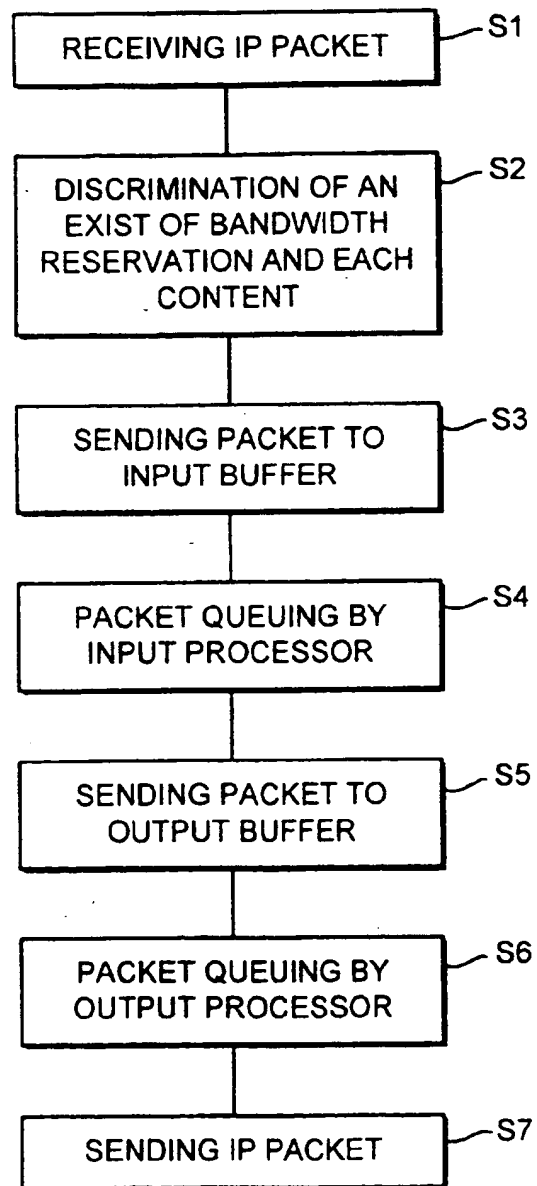 RECEIVING IP PACKET
S1
DISCRIMINATION OF AN
EXIST OF BANDWIDTH
RESERVATION AND EACH
CONTENT
S2
SENDING PACKET TO
INPUT BUFFER
S3
PACKET QUEUING BY
INPUT PROCESSOR
S4
SENDING PACKET TO
OUTPUT BUFFER
S5
PACKET QUEUING BY
OUTPUT PROCESSOR
S6
SENDING IP PACKET
S7